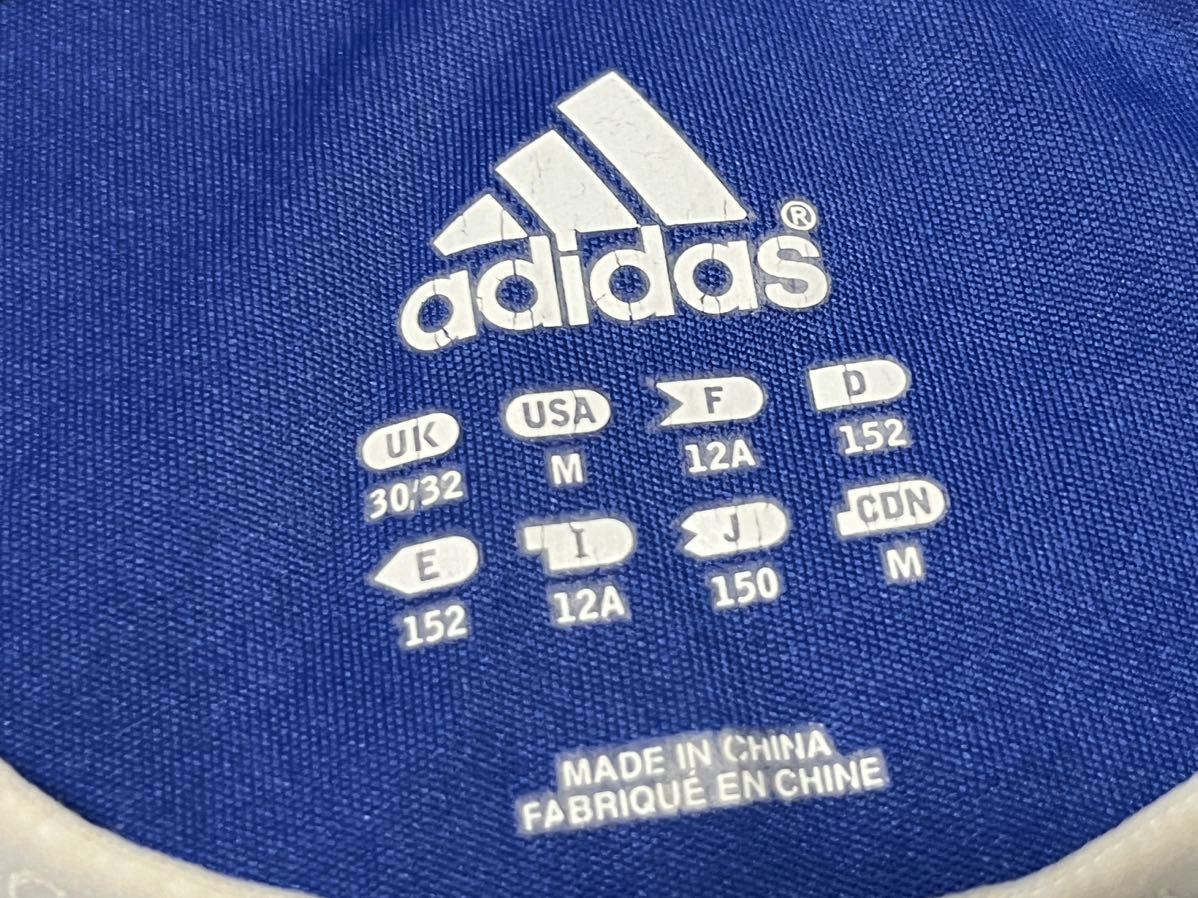 adidas®
UK USA F D
30/32 M 12A 152
E I J CDN
152 12A 150 M
MADE IN CHINA
FABRIQUÉ EN CHINE